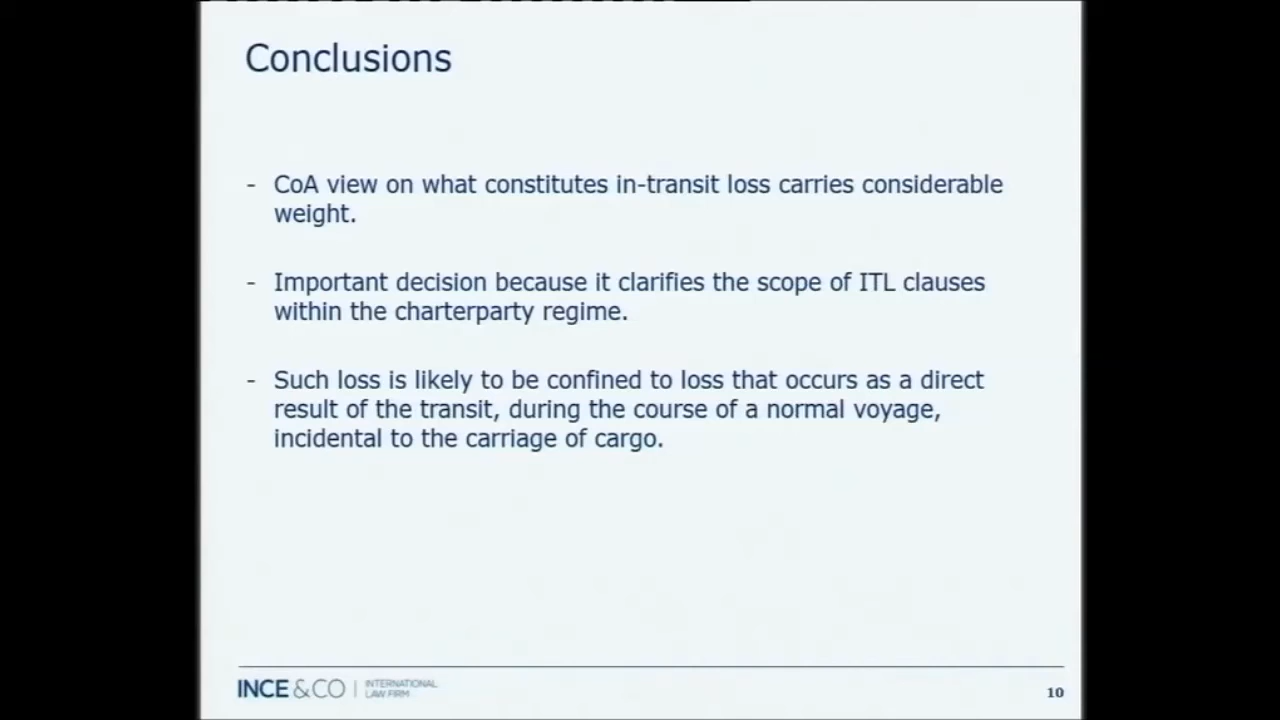 Conclusions
- CoA view on what constitutes in-transit loss carries considerable
weight.
- Important decision because it clarifies the scope of ITL clauses
within the charterparty regime.
- Such loss is likely to be confined to loss that occurs as a direct
result of the transit, during the course of a normal voyage,
incidental to the carriage of cargo.
INCE & CO | INTERNATIONAL
LAW FIRM
10